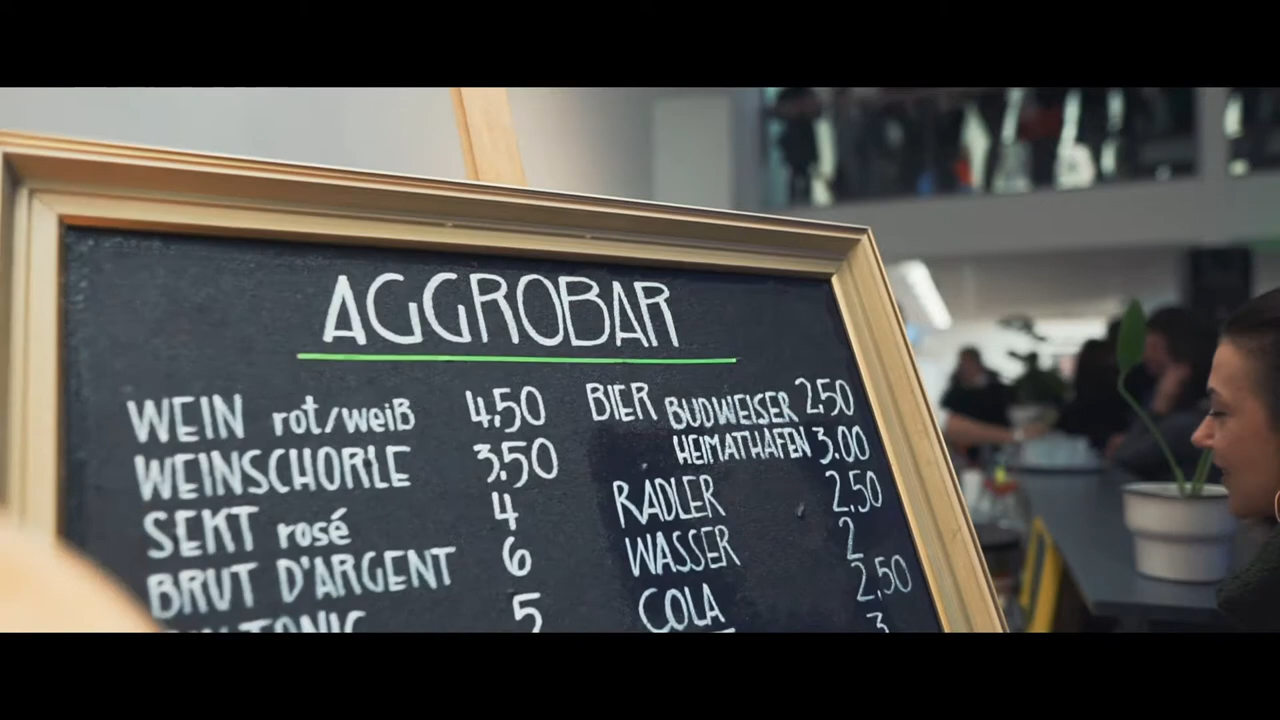 AGGROBAR
WEIN rot/weiß 4,50
WEINSCHORLE 3,50
SEKT rosé 4
BRUT D'ARGENT 6
TONIC 5
BIER BUDWEISER 2,50
HEIMATHAFEN 3.00
RADLER 2,50
WASSER 2
COLA 2,50
3